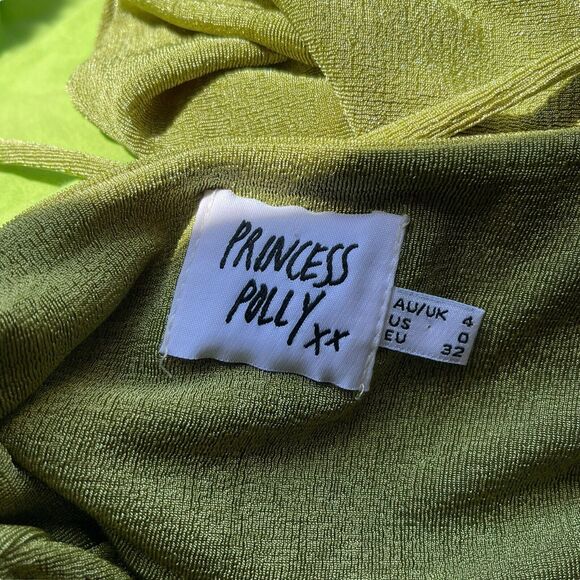 PRINCESS
POLLY xx
AU/UK 4
US 0
EU 32